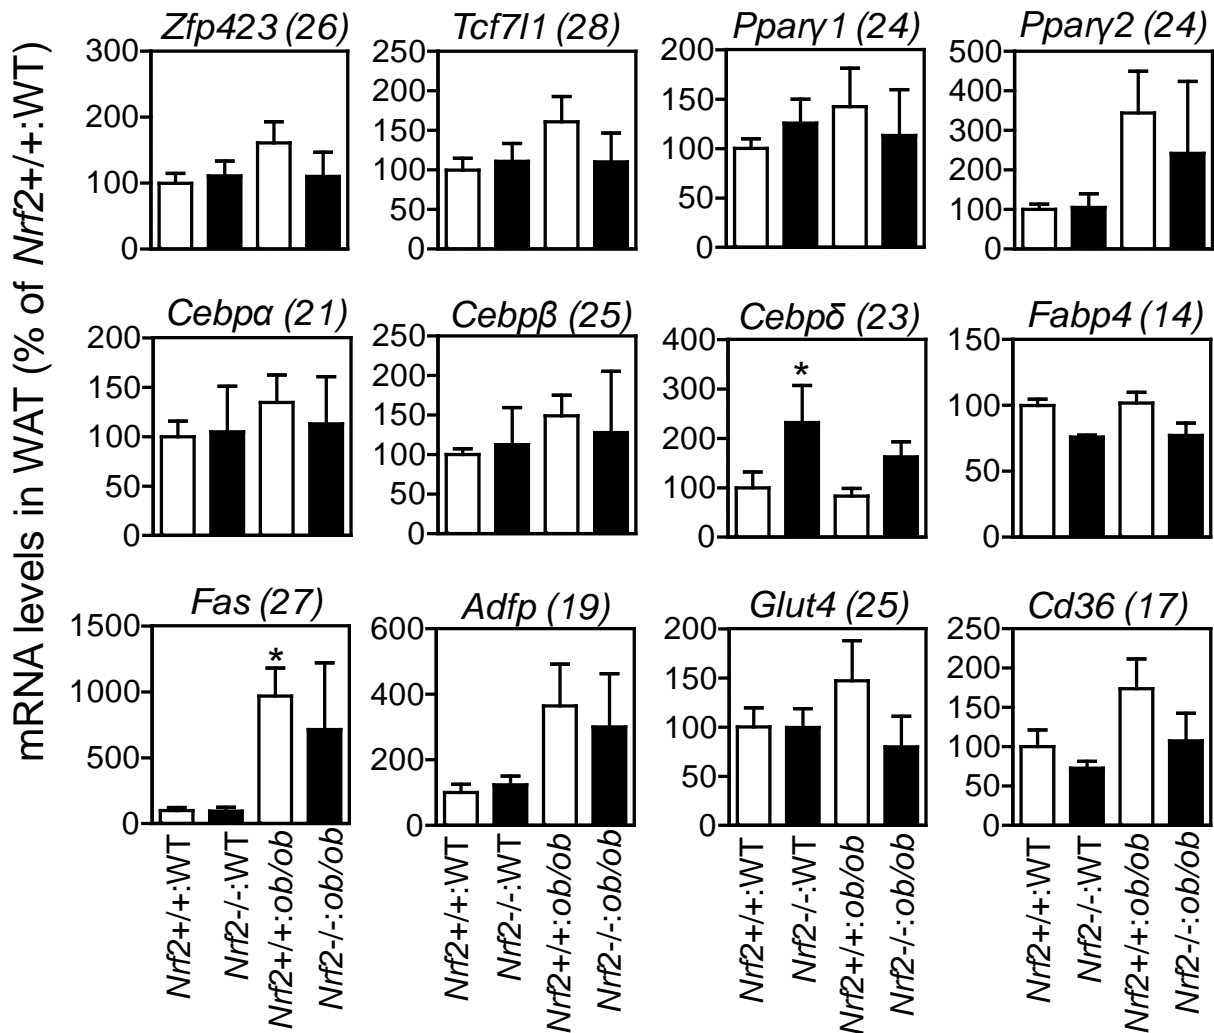 mRNA levels in WAT (% of Nrf2+/+:WT)
Zfp423 (26)
300
200
100
0
Tcf7l1 (28)
250
200
150
100
50
0
Pparγ1 (24)
200
150
100
50
0
Pparγ2 (24)
500
400
300
200
100
0
Cebpα (21)
200
150
100
50
0
Cebpβ (25)
250
200
150
100
50
0
Cebpδ (23)
400
300
200
100
0
*
Fabp4 (14)
150
100
50
0
Fas (27)
1500
1000
500
0
*
Adfp (19)
600
400
200
0
Glut4 (25)
200
150
100
50
0
Cd36 (17)
250
200
150
100
50
0
Nrf2+/+:WT
Nrf2-/-:WT
Nrf2+/+:ob/ob
Nrf2-/-:ob/ob
Nrf2+/+:WT
Nrf2-/-:WT
Nrf2+/+:ob/ob
Nrf2-/-:ob/ob
Nrf2+/+:WT
Nrf2-/-:WT
Nrf2+/+:ob/ob
Nrf2-/-:ob/ob
Nrf2+/+:WT
Nrf2-/-:WT
Nrf2+/+:ob/ob
Nrf2-/-:ob/ob